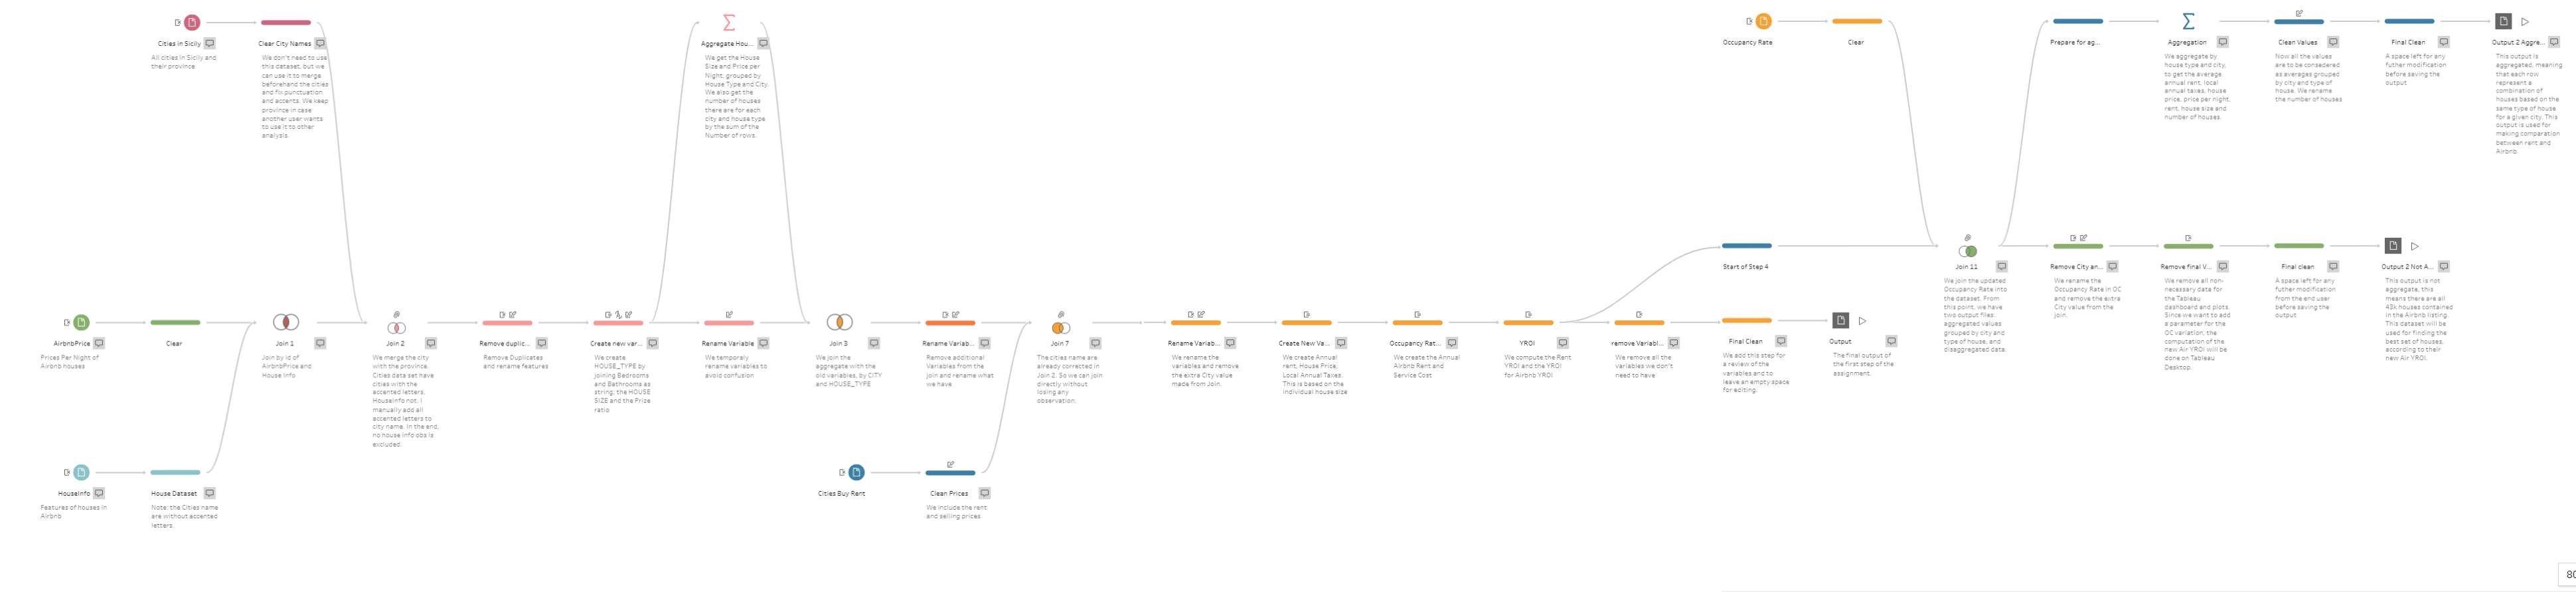 Cities in Sicily
All cities in Sicily and
their province
Clear City Names
We don't need to use
this dataset, but we
can use it to merge
beforehand the cities
and fix punctuation
and accents. We keep
province in case
another user wants
to use it to other
analysis.
Aggregate Hou...
We get the House
Size and Price per
Night, grouped by
House Type and City.
We also get the
number of houses
there are for each
city and house type
by the sum of the
Number of rows.
Occupancy Rate
Clear
Prepare for ag...
Aggregation
We aggregate by
house type and city,
to get the average
annual rent, local
annual taxes, house
price, price per night,
rent, house size and
number of houses.
Clean Values
Now all the values
are to be consedered
as averages grouped
by city and type of
house. We rename
the number of houses
Final Clean
A space left for any
futher modification
before saving the
output
Output 2 Aggre...
This output is
aggregated, meaning
that each row
represent a
combination of
houses based on the
same type of house
for a given city. This
output is used for
making comparation
between rent and
Airbnb.
Start of Step 4
Join 11
We join the updated
Occupancy Rate into
the dataset. From
this point, we have
two output files:
aggregated values
grouped by city and
type of house, and
disaggregated data.
Remove City an...
We rename the
Occupancy Rate in OC
and remove the extra
City value from the
join.
Remove final V...
We remove all non-
necessary data for
the Tableau
dashboard and plots.
Since we want to add
a parameter for the
OC variation, the
computation of the
new Air YROI will be
done on Tableau
Desktop.
Final clean
A space left for any
futher modification
from the end user
before saving the
output
Output 2 Not A...
This output is not
aggregate, this
means there are all
43k houses contained
in the Airbnb listing.
This dataset will be
used for finding the
best set of houses,
according to their
new Air YROI.
AirbnbPrice
Prices Per Night of
Airbnb houses
Clear
Join 1
Join by id of
AirbnbPrice and
House Info
Join 2
We merge the city
with the province.
Cities data set have
cities with the
accented letters,
HouseInfo not. I
manually add all
accented letters to
city name. In the end,
no house info obs is
excluded.
Remove duplic...
Remove Duplicates
and rename features
Create new var...
We create
HOUSE_TYPE by
joining Bedrooms
and Bathrooms as
string, the HOUSE
SIZE and the Prize
ratio
Rename Variable
We temporaly
rename variables to
avoid confusion
Join 3
We join the
aggregate with the
old variables, by CITY
and HOUSE_TYPE
Rename Variab...
Remove additional
Variables from the
join and rename what
we have
Join 7
The cities name are
already corrected in
Join 2. So we can join
directly without
losing any
observation.
Rename Variab...
We rename the
variables and remove
the extra City value
made from Join.
Create New Va...
We create Annual
rent, House Price,
Local Annual Taxes.
This is based on the
individual house size
Occupancy Rat...
We create the Annual
Airbnb Rent and
Service Cost
YROI
We compute the Rent
YROI and the YROI
for Airbnb YROI
remove Variabl...
We remove all the
variables we don't
need to have
Final Clean
We add this step for
a review of the
variables and to
leave an empty space
for editing.
Output
The final output of
the first step of the
assignment.
HouseInfo
Features of houses in
Airbnb
House Dataset
Note: the Cities name
are without accented
letters.
Cities Buy Rent
Clean Prices
We include the rent
and selling prices
80